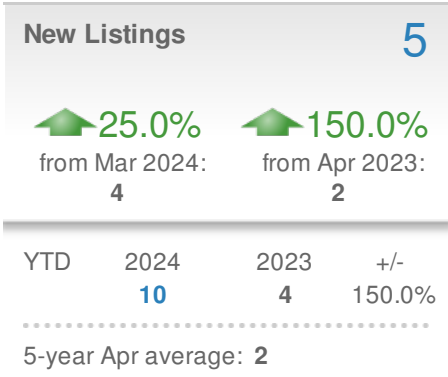 New Listings 5
25.0% 150.0%
from Mar 2024: from Apr 2023:
4 2
YTD 2024 2023 +/-
10 4 150.0%
5-year Apr average: 2